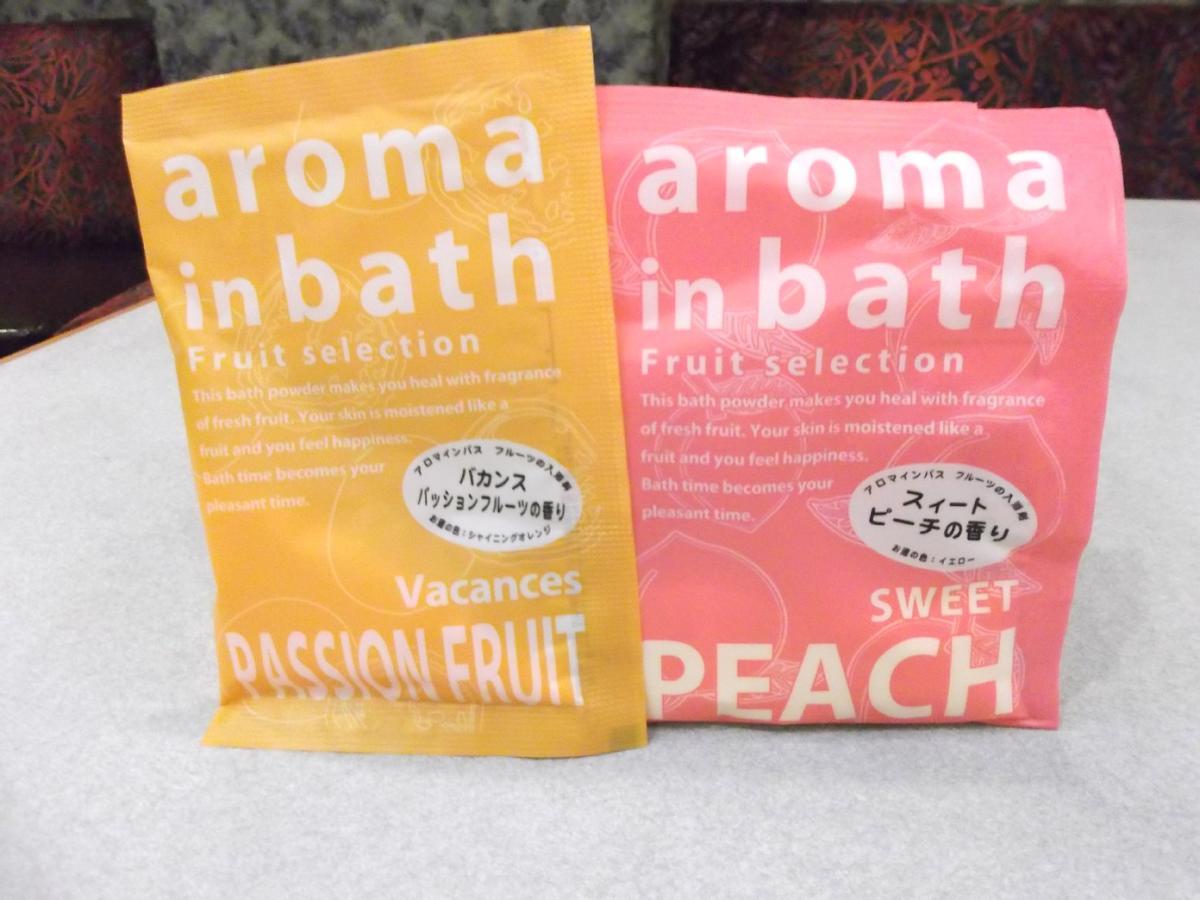 aroma
in bath
Fruit selection
This bath powder makes you heal with fragrance
of fresh fruit. Your skin is moistened like a
fruit and you feel happiness.
Bath time becomes your
pleasant time.
アロマインバス フルーツの入浴剤
バカンス
パッションフルーツの香り
お湯の色:シャイニングオレンジ
Vacances
PASSION FRUIT
aroma
in bath
Fruit selection
This bath powder makes you heal with fragrance
of fresh fruit. Your skin is moistened like a
fruit and you feel happiness.
Bath time becomes your
pleasant time.
アロマインバス フルーツの入浴剤
スィート
ピーチの香り
お湯の色:イエロー
SWEET
PEACH